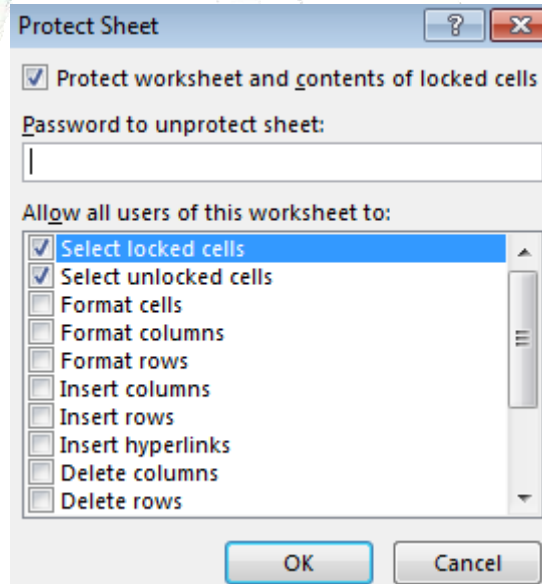 Protect Sheet
Protect worksheet and contents of locked cells
Password to unprotect sheet:
Allow all users of this worksheet to:
Select locked cells
Select unlocked cells
Format cells
Format columns
Format rows
Insert columns
Insert rows
Insert hyperlinks
Delete columns
Delete rows
OK Cancel